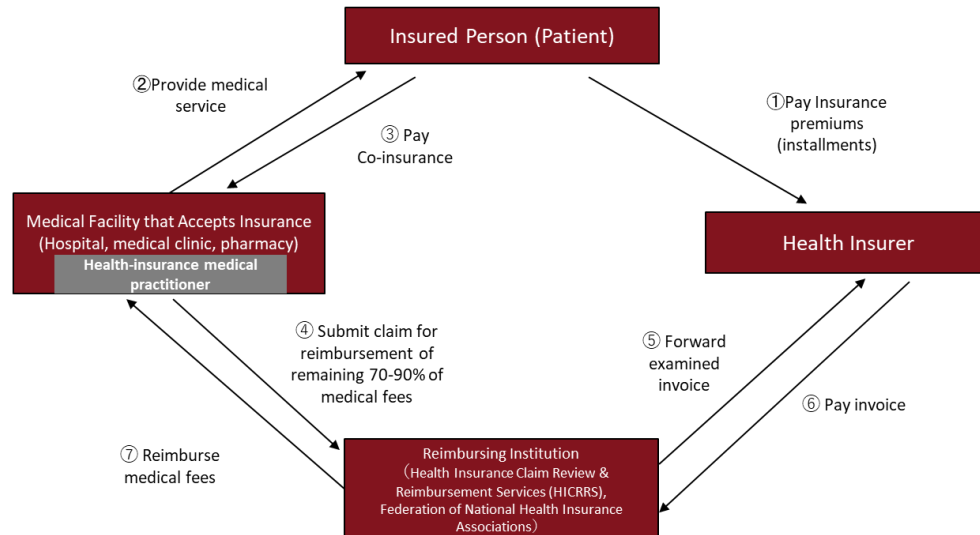 Insured Person (Patient)
②Provide medical
service
①Pay Insurance
premiums
(installments)
③ Pay
Co-insurance
Medical Facility that Accepts Insurance
(Hospital, medical clinic, pharmacy)
Health-insurance medical
practitioner
Health Insurer
④ Submit claim for
reimbursement of
remaining 70-90% of
medical fees
⑤ Forward
examined
invoice
⑥ Pay invoice
⑦ Reimburse
medical fees
Reimbursing Institution
（Health Insurance Claim Review &
Reimbursement Services (HICRRS),
Federation of National Health Insurance
Associations）